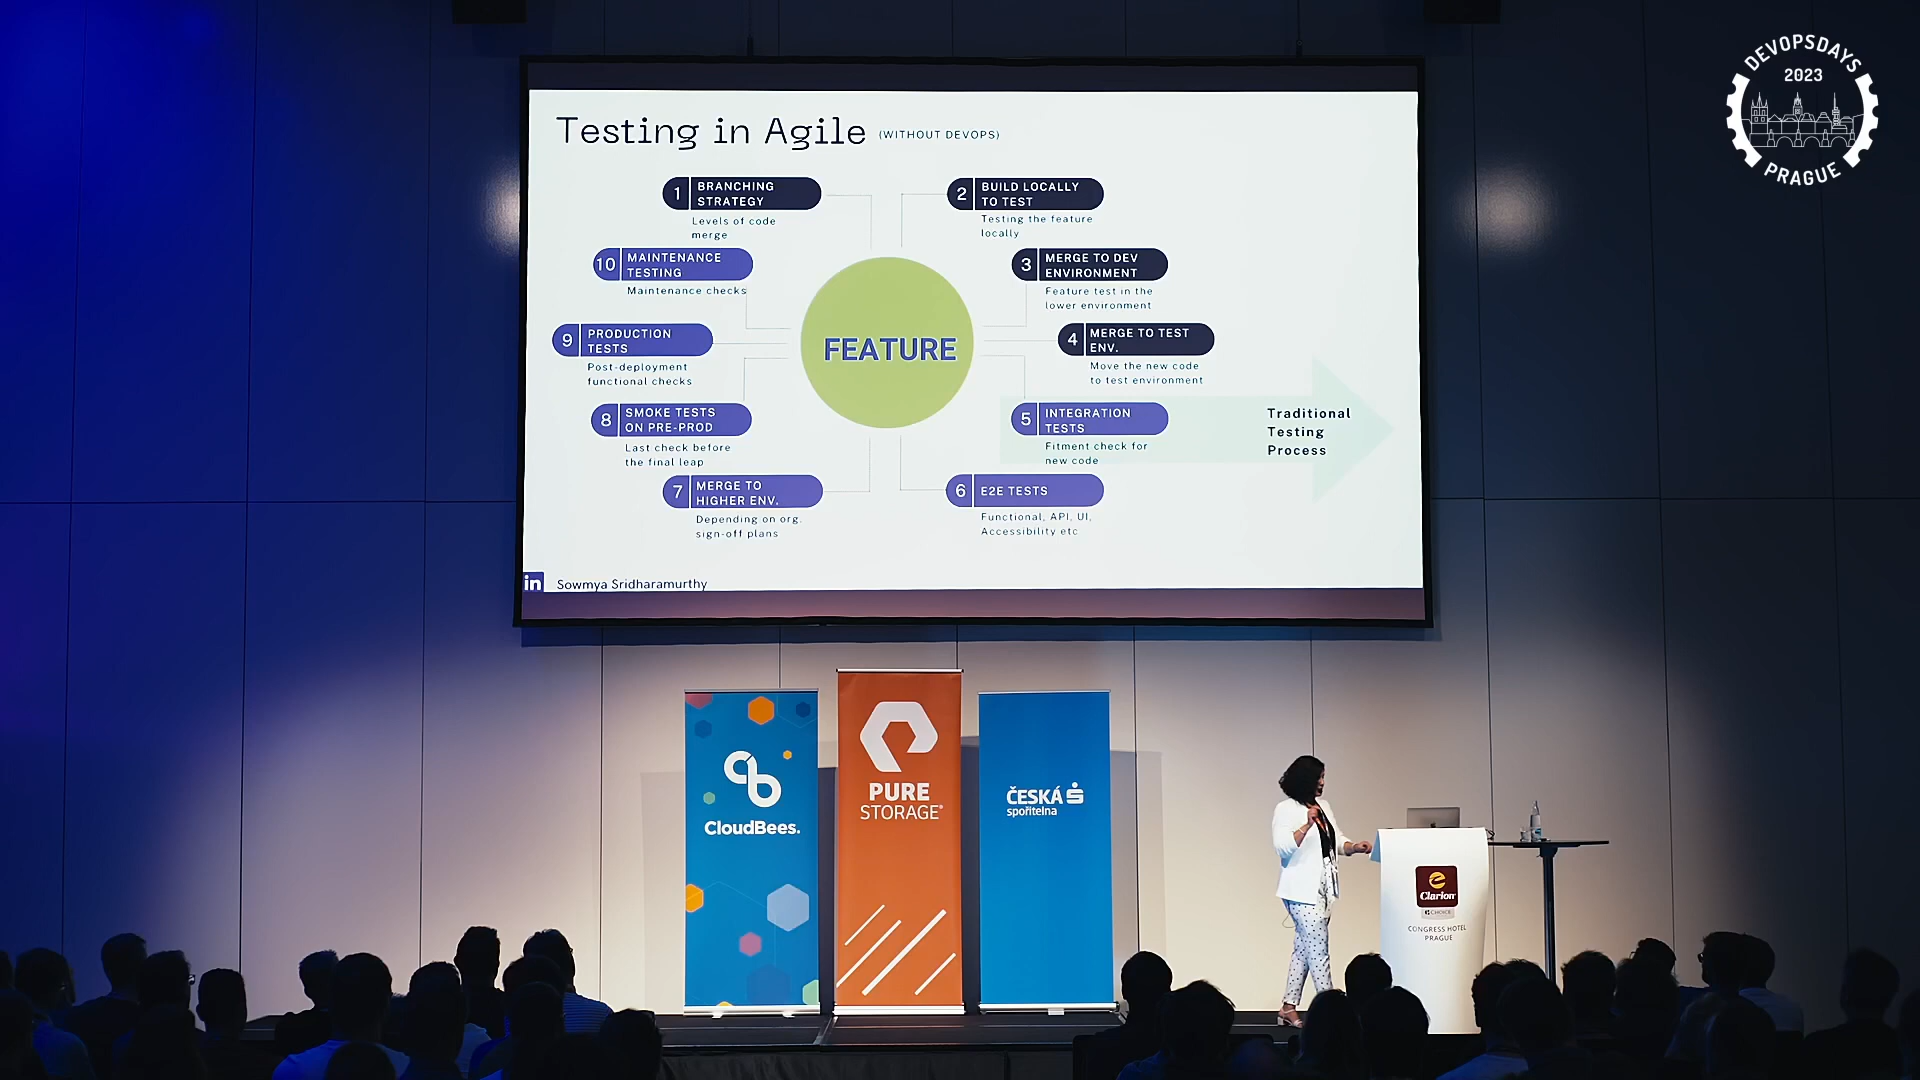 DEVOPSDAYS
2023
PRAGUE
Testing in Agile (WITHOUT DEVOPS)
1 BRANCHING
STRATEGY
Levels of code
merge
2 BUILD LOCALLY
TO TEST
Testing the feature
locally
10 MAINTENANCE
TESTING
Maintenance checks
3 MERGE TO DEV
ENVIRONMENT
Feature test in the
lower environment
9 PRODUCTION
TESTS
Post-deployment
functional checks
FEATURE
4 MERGE TO TEST
ENV.
Move the new code
to test environment
8 SMOKE TESTS
ON PRE-PROD
Last check before
the final leap
5 INTEGRATION
TESTS
Fitment check for
new code
Traditional
Testing
Process
7 MERGE TO
HIGHER ENV.
Depending on org.
sign-off plans
6 E2E TESTS
Functional, API, UI,
Accessibility etc
in Sowmya Sridharamurthy
CloudBees.
PURE
STORAGE®
ČESKÁ
spořitelna
Clarion
CHOICE
CONGRESS HOTEL
PRAGUE